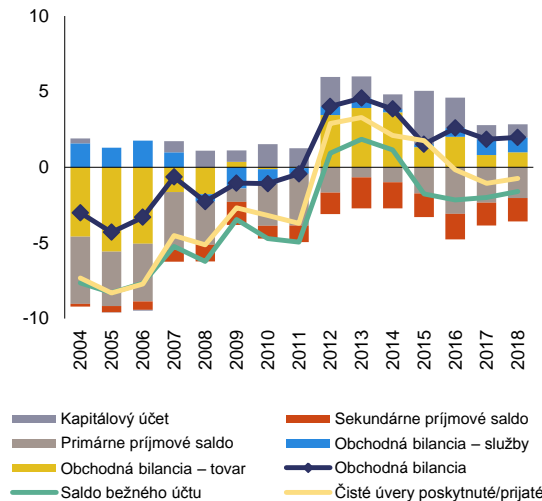 10
5
0
-5
-10
2004 2005 2006 2007 2008 2009 2010 2011 2012 2013 2014 2015 2016 2017 2018
Kapitálový účet Sekundárne príjmové saldo
Primárne príjmové saldo Obchodná bilancia – služby
Obchodná bilancia – tovar Obchodná bilancia
Saldo bežného účtu Čisté úvery poskytnuté/prijaté